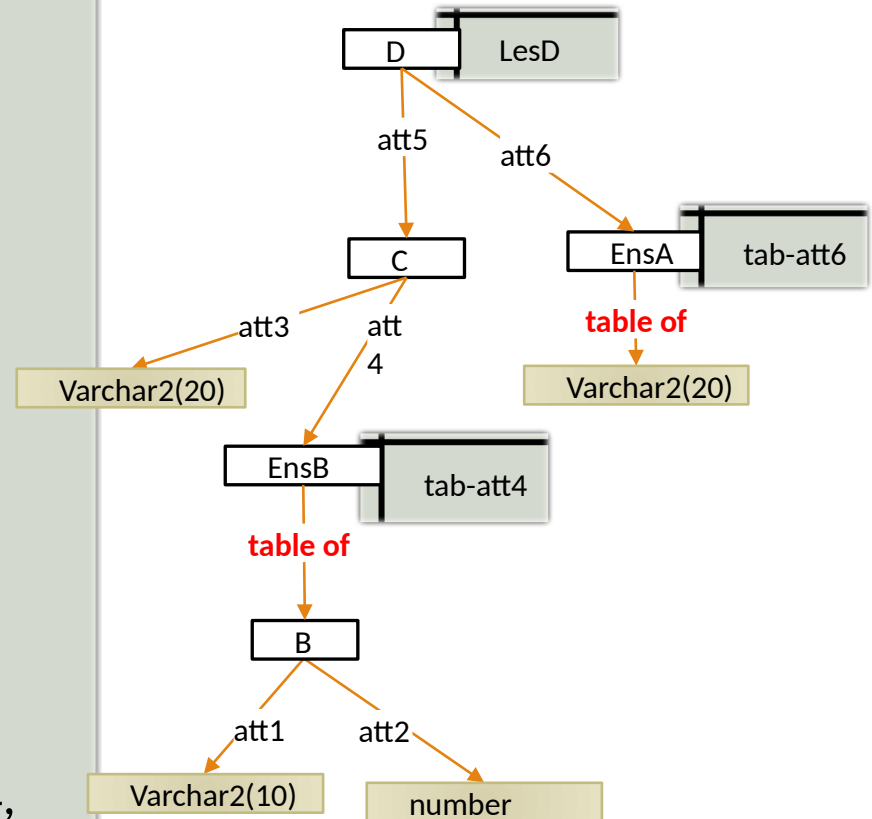 D LesD
att5
att6
C EnsA tab-att6
att3 att
4
table of
Varchar2(20) Varchar2(20)
EnsB tab-att4
table of
B
att1 att2
Varchar2(10) number